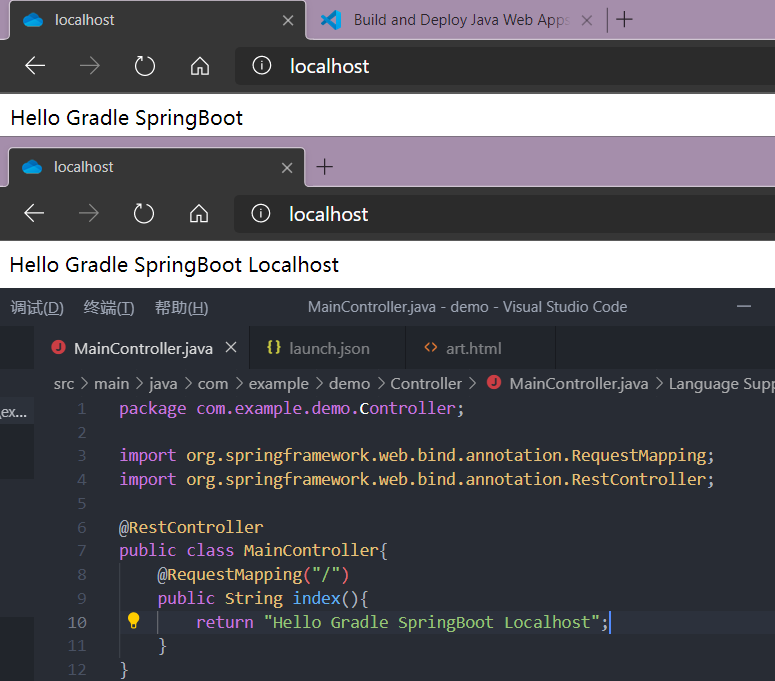 localhost Build and Deploy Java Web Apps
localhost
Hello Gradle SpringBoot
localhost
localhost
Hello Gradle SpringBoot Localhost
调试(D) 终端(T) 帮助(H) MainController.java - demo - Visual Studio Code
MainController.java launch.json art.html
src > main > java > com > example > demo > Controller > MainController.java > Language Supp
ex...
1 package com.example.demo.Controller;
2
3 import org.springframework.web.bind.annotation.RequestMapping;
4 import org.springframework.web.bind.annotation.RestController;
5
6 @RestController
7 public class MainController{
8 @RequestMapping("/")
9 public String index(){
10 return "Hello Gradle SpringBoot Localhost";
11 }
12 }